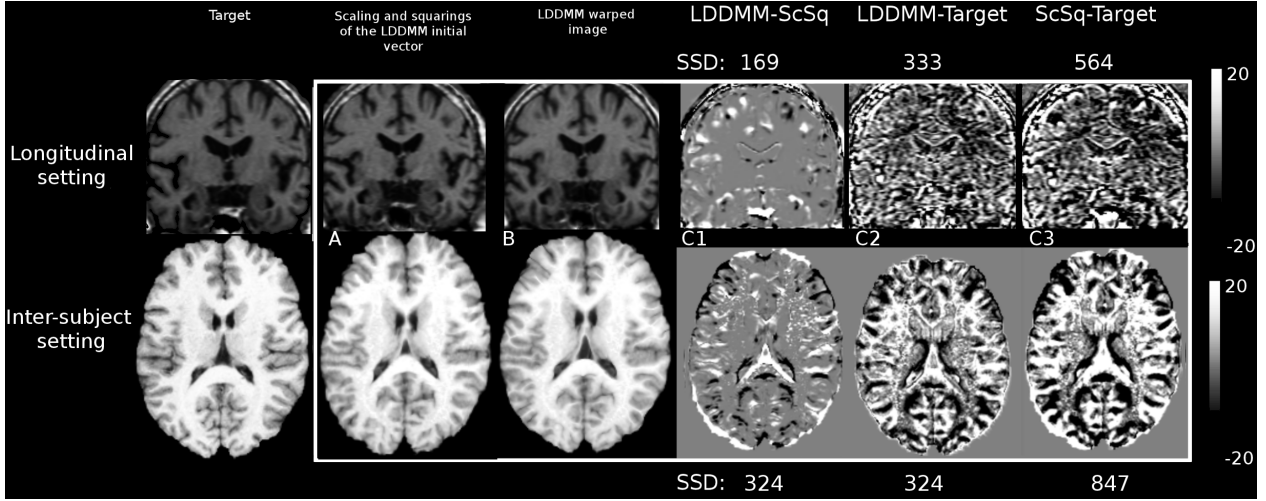 Target
Scaling and squarings
of the LDDMM initial
vector
LDDMM warped
image
LDDMM-ScSq
LDDMM-Target
ScSq-Target
SSD: 169
333
564
20
Longitudinal
setting
-20
A
B
C1
C2
C3
20
Inter-subject
setting
-20
SSD: 324
324
847